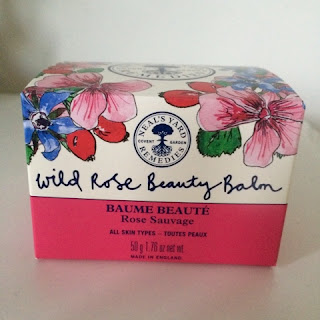 REMEDIES
NEAL'S YARD
COVENT GARDEN
REMEDIES
Wild Rose Beauty Balm
BAUME BEAUTÉ
Rose Sauvage
ALL SKIN TYPES – TOUTES PEAUX
50 g 1.76 oz net wt
MADE IN ENGLAND